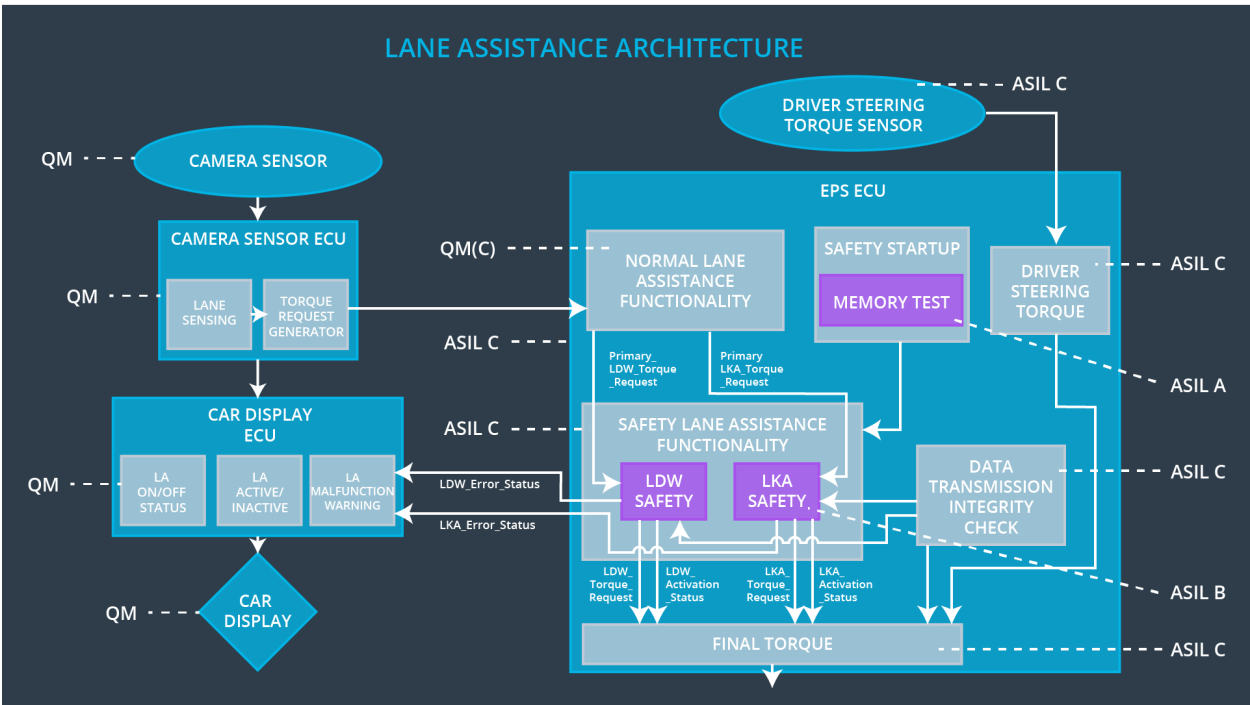 LANE ASSISTANCE ARCHITECTURE
ASIL C
DRIVER STEERING
TORQUE SENSOR
QM
CAMERA SENSOR
EPS ECU
CAMERA SENSOR ECU
QM(C)
NORMAL LANE
ASSISTANCE
FUNCTIONALITY
SAFETY STARTUP
MEMORY TEST
DRIVER
STEERING
TORQUE
ASIL C
QM
LANE
SENSING
TORQUE
REQUEST
GENERATOR
ASIL C
Primary_
LDW_Torque
_Request
Primary
LKA_Torque
_Request
ASIL A
CAR DISPLAY
ECU
ASIL C
SAFETY LANE ASSISTANCE
FUNCTIONALITY
QM
LA
ON/OFF
STATUS
LA
ACTIVE/
INACTIVE
LA
MALFUNCTION
WARNING
LDW_Error_Status
LKA_Error_Status
LDW
SAFETY
LKA
SAFETY
DATA
TRANSMISSION
INTEGRITY
CHECK
ASIL C
LDW_
Torque_
Request
LDW_
Activation
_Status
LKA_
Torque_
Request
LKA_
Activation
_Status
ASIL B
QM
CAR
DISPLAY
FINAL TORQUE
ASIL C